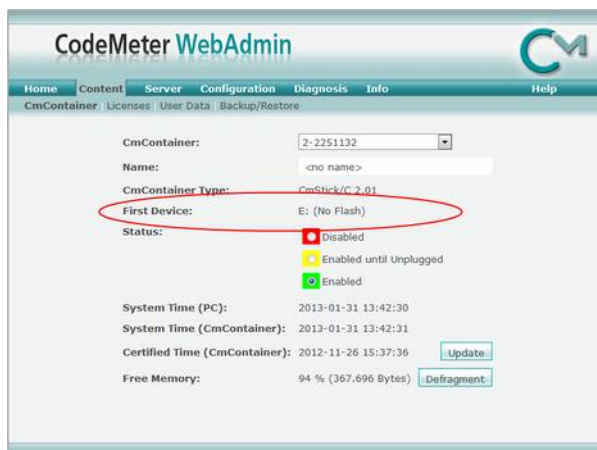 CodeMeter WebAdmin
CM
Home Content Server Configuration Diagnosis Info Help
CmContainer | Licenses | User Data | Backup/Restore
CmContainer: 2-2251132
Name: <no name>
CmContainer Type: CmStick/C 2.01
First Device: E: (No Flash)
Status:
Disabled
Enabled until Unplugged
Enabled
System Time (PC): 2013-01-31 13:42:30
System Time (CmContainer): 2013-01-31 13:42:31
Certified Time (CmContainer): 2012-11-26 15:37:36 Update
Free Memory: 94 % (367.696 Bytes) Defragment